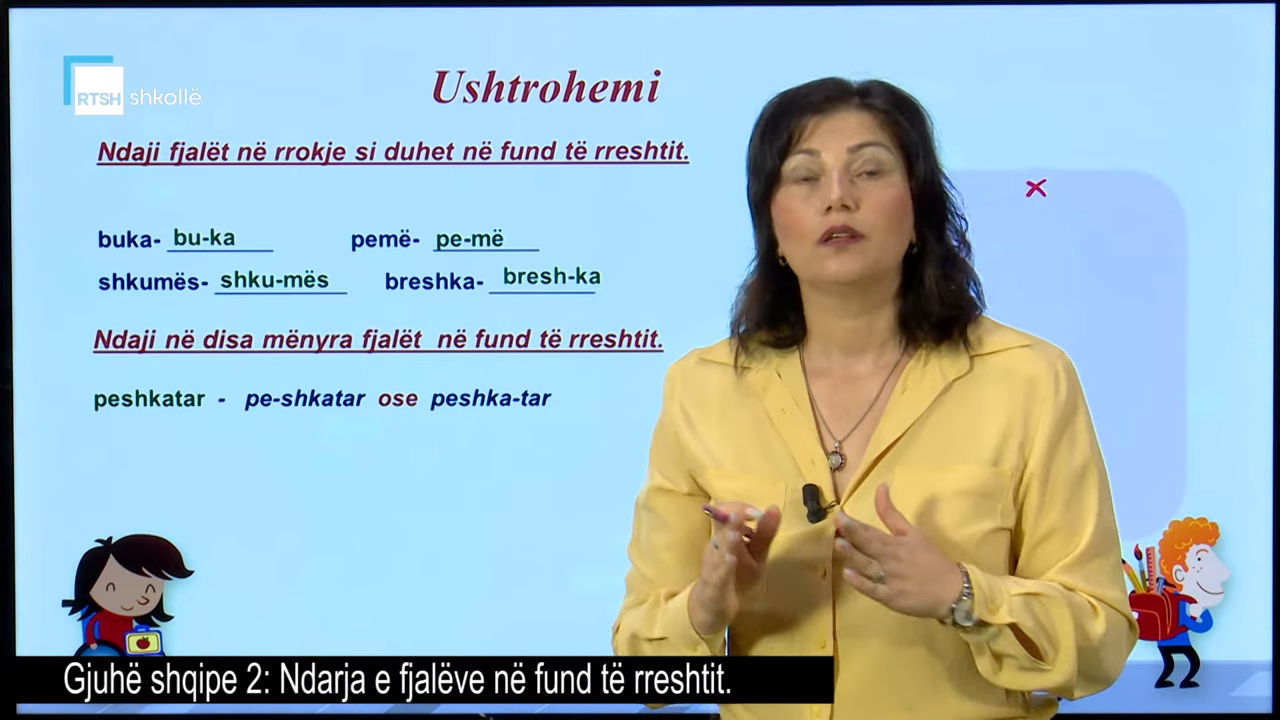 RTSH shkollë
Ushtrohemi
Ndaji fjalët në rrokje si duhet në fund të rreshtit.
buka- bu-ka pemë- pe-më
shkumës- shku-mës breshka- bresh-ka
Ndaji në disa mënyra fjalët në fund të rreshtit.
peshkatar - pe-shkatar ose peshka-tar
Gjuhë shqipe 2: Ndarja e fjalëve në fund të rreshtit.